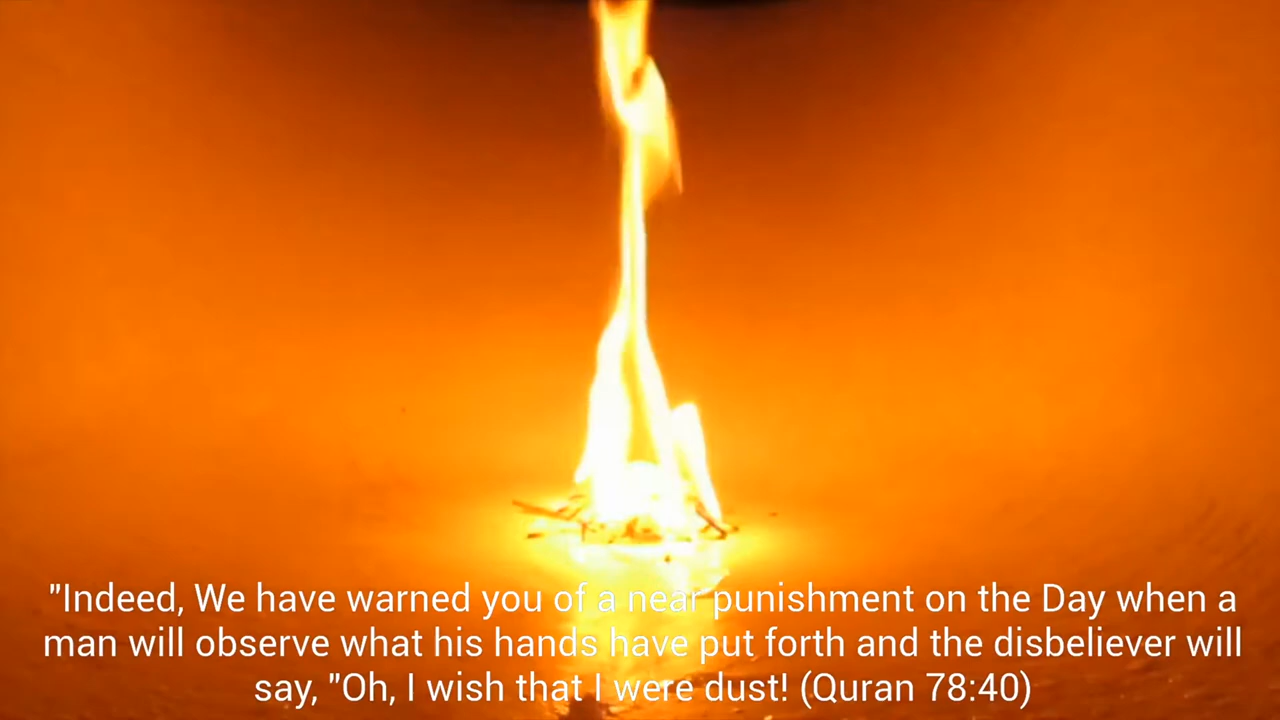 "Indeed, We have warned you of a near punishment on the Day when a
man will observe what his hands have put forth and the disbeliever will
say, "Oh, I wish that I were dust! (Quran 78:40)